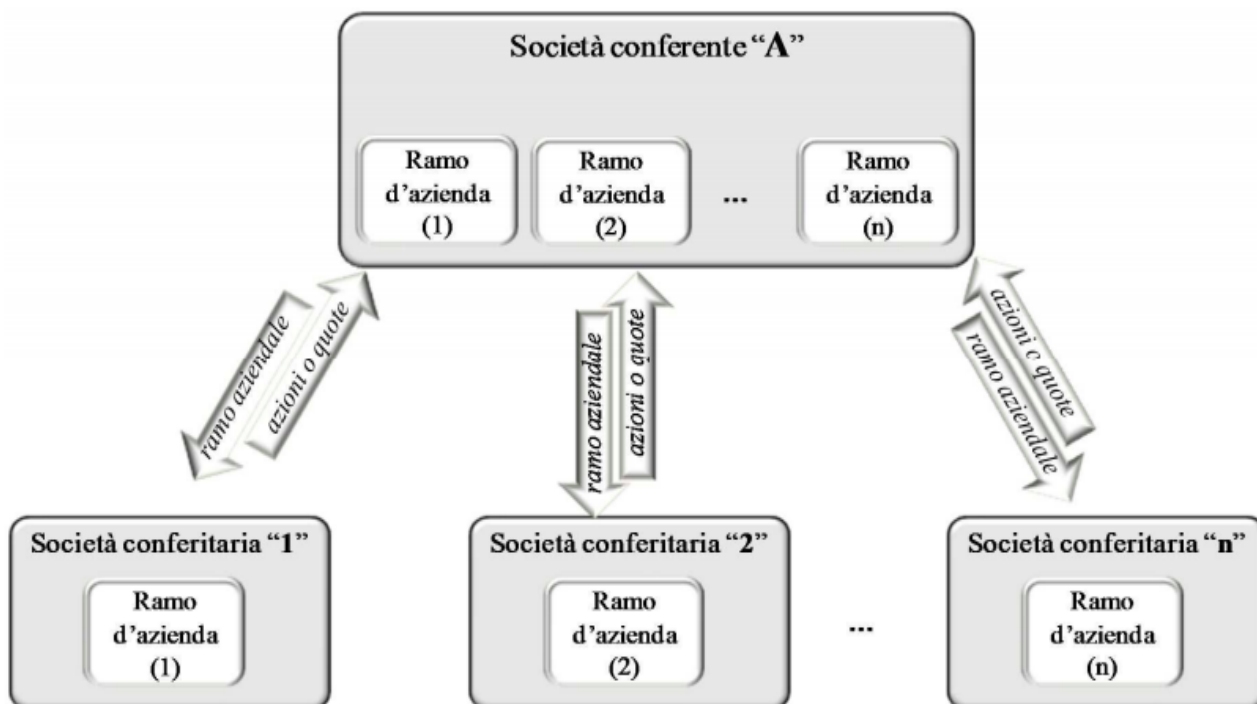 Società conferente “A”
Ramo
d’azienda
(1)
Ramo
d’azienda
(2)
...
Ramo
d’azienda
(n)
ramo aziendale
azioni o quote
ramo aziendale
azioni o quote
azioni c quote
ramo aziendale
Società conferitaria “1”
Ramo
d’azienda
(1)
Società conferitaria “2”
Ramo
d’azienda
(2)
...
Società conferitaria “n”
Ramo
d’azienda
(n)